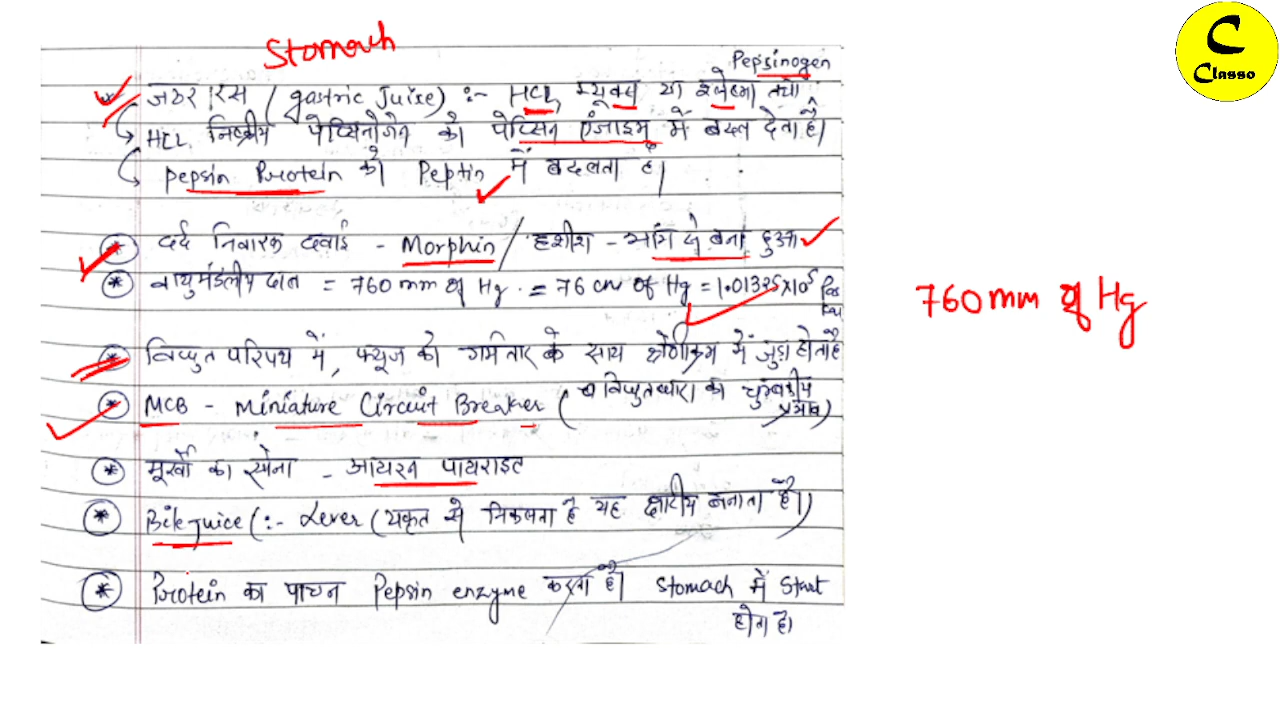 Stomach
Pepsinogen
जठर रस (gastric Juise) :- HCL, म्यूकस या श्लेष्मा तथा
HCL निष्क्रीय पेप्सिनोजेन को पेप्सिन एंजाइम में बदल देता है।
Pepsin Protein को Peptin में बदलता है।
दर्द निवारक दवाई - Morphin / हशीश - भांग से बना हुआ
वायुमंडलीय दाब = 760 mm of Hg. = 76 cm of Hg = 1.01325x10⁵
760 mm of Hg
विधुत परिपथ में, फ्यूज को गर्म तार के साथ श्रेणीक्रम में जुड़ा होता है
MCB - Miniature Circuit Breaker ( विधुतधारा का चुम्बकीय
प्रभाव)
मूर्खो का सोना - आयरन पायराइट
Bile Juice (:- Lever (यकृत से निकलता है यह क्षारीय बनाता है।)
Protein का पाचन Pepsin enzyme करता है। Stomach में Start
होता है।
C
Classo